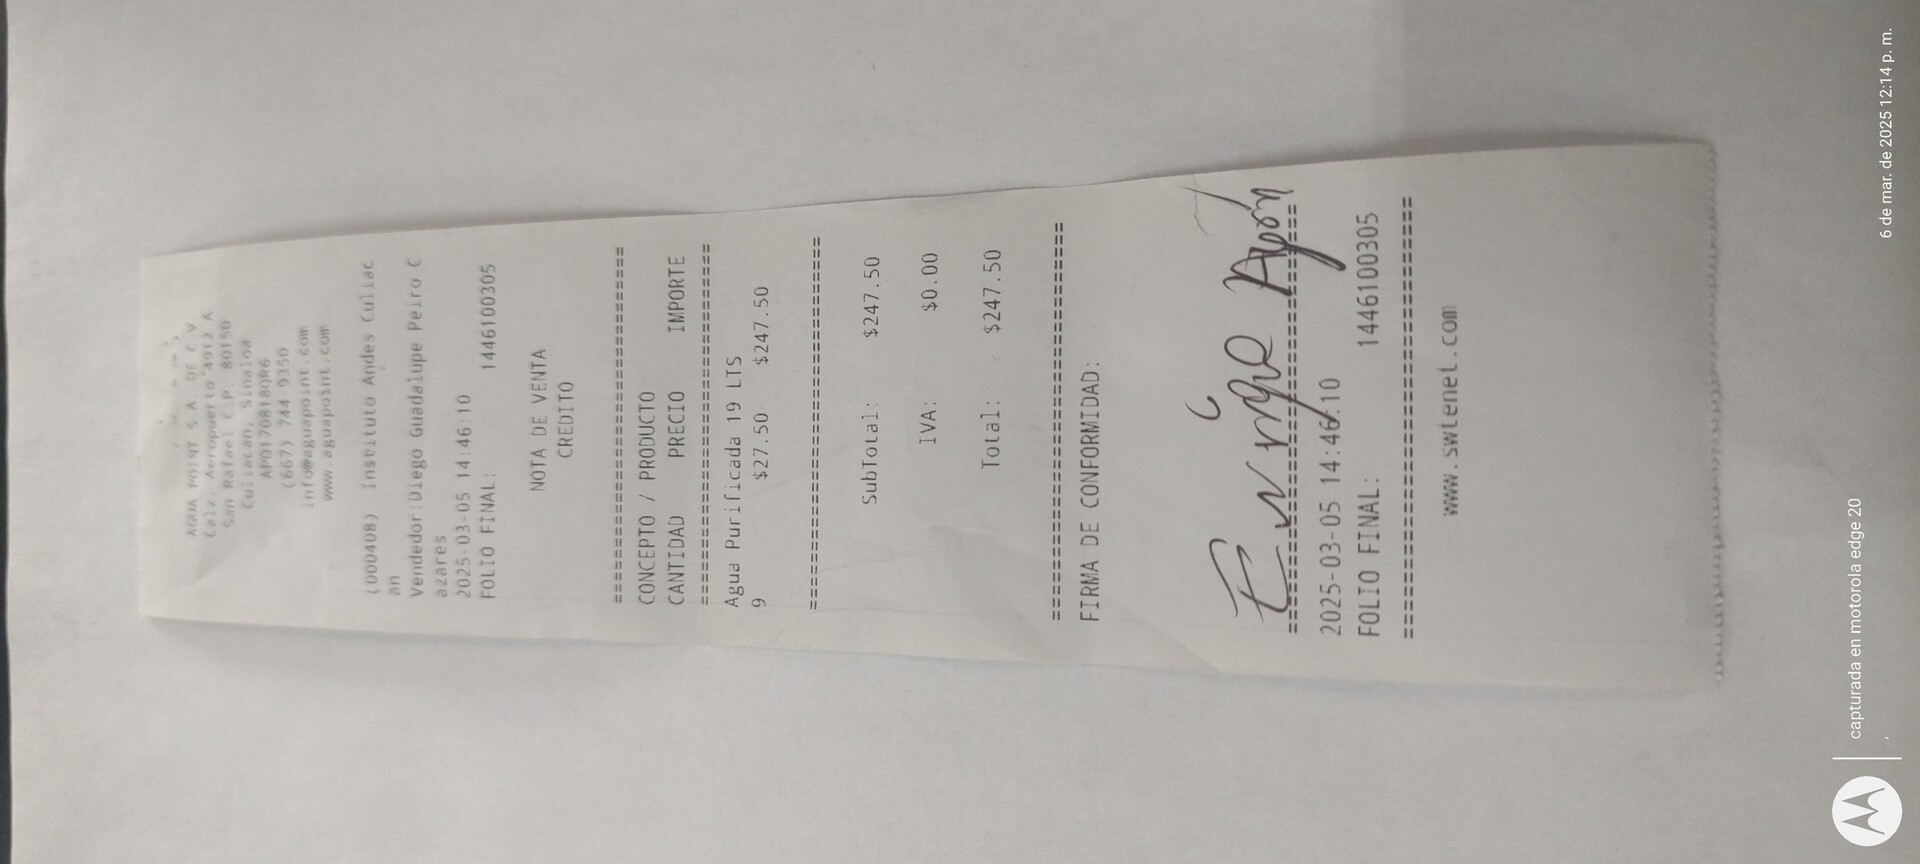 AGUA POINT S.A. DE C.V.
Calz. Aeropuerto 4912 A
San Rafael C.P. 80150
Culiacan, Sinaloa
APO170818QR6
(667) 744 9350
info@aguapoint.com
www.aguapoint.com
(000408) Instituto Andes Culiac
an
Vendedor:Diego Guadalupe Peiro C
azares
2025-03-05 14:46:10
FOLIO FINAL: 1446100305
NOTA DE VENTA
CREDITO
================================
CONCEPTO / PRODUCTO
CANTIDAD PRECIO IMPORTE
================================
Agua Purificada 19 LTS
9 $27.50 $247.50
================================
SubTotal: $247.50
IVA: $0.00
Total: $247.50
================================
FIRMA DE CONFORMIDAD:
================================
2025-03-05 14:46:10
FOLIO FINAL: 1446100305
================================
www.swtenet.com
capturada en motorola edge 20
6 de mar. de 2025 12:14 p. m.